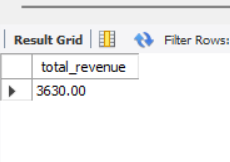 Result Grid Filter Rows:
total_revenue
3630.00